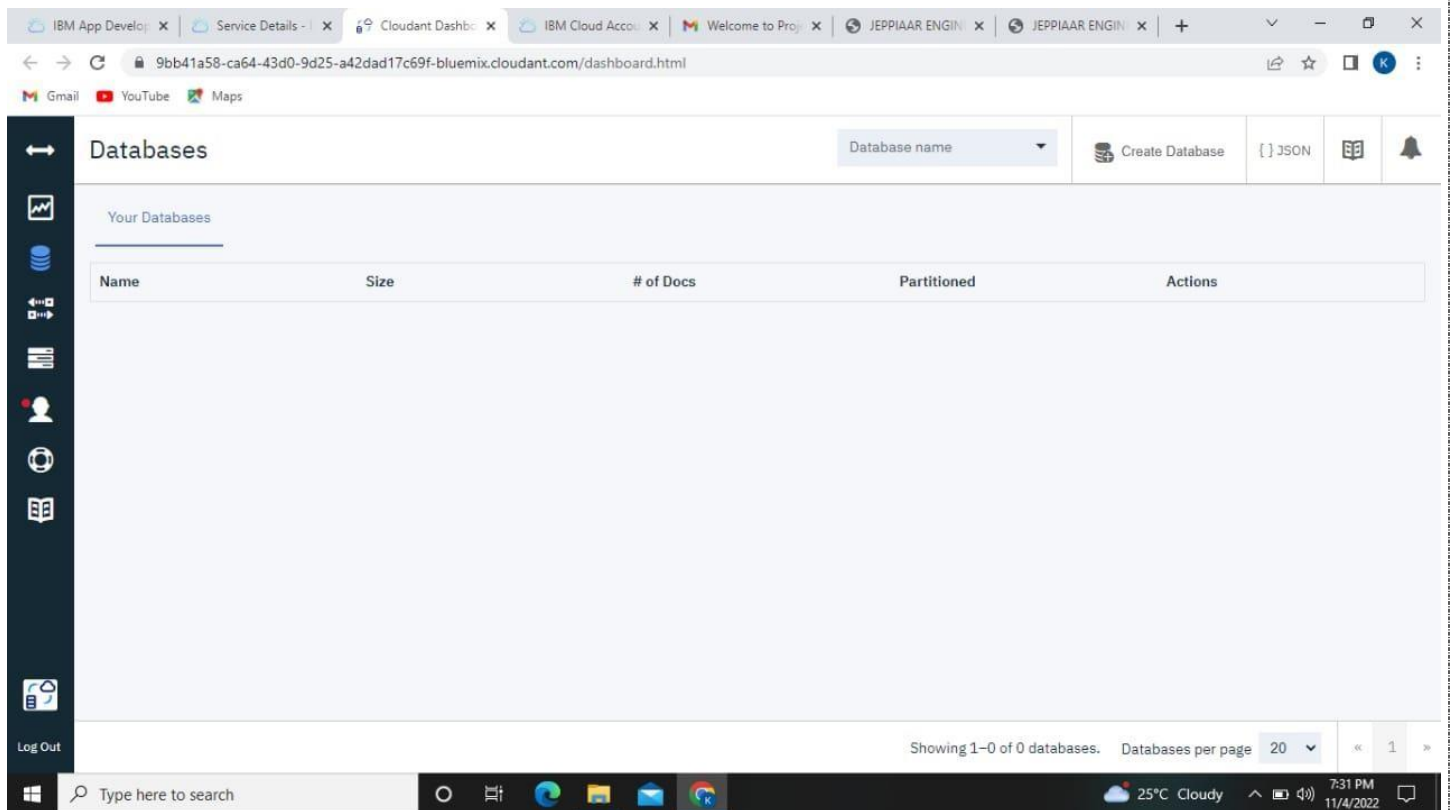 IBM App Develop
Service Details - I
Cloudant Dashbo
IBM Cloud Accou
Welcome to Proj
JEPPIAAR ENGIN
JEPPIAAR ENGIN
9bb41a58-ca64-43d0-9d25-a42dad17c69f-bluemix.cloudant.com/dashboard.html
K
Gmail
YouTube
Maps
Databases
Database name
Create Database
{ } JSON
Your Databases
Name Size # of Docs Partitioned Actions
Log Out
Showing 1–0 of 0 databases.
Databases per page 20
« 1 »
Type here to search
25°C Cloudy
7:31 PM
11/4/2022